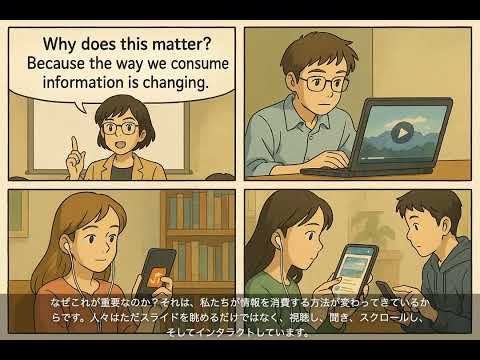 Why does this matter?
Because the way we consume
information is changing.
なぜこれが重要なのか？それは、私たちが情報を消費する方法が変わってきているか
らです。人々はただスライドを眺めるだけではなく、視聴し、聞き、スクロールし、
そしてインタラクトしています。